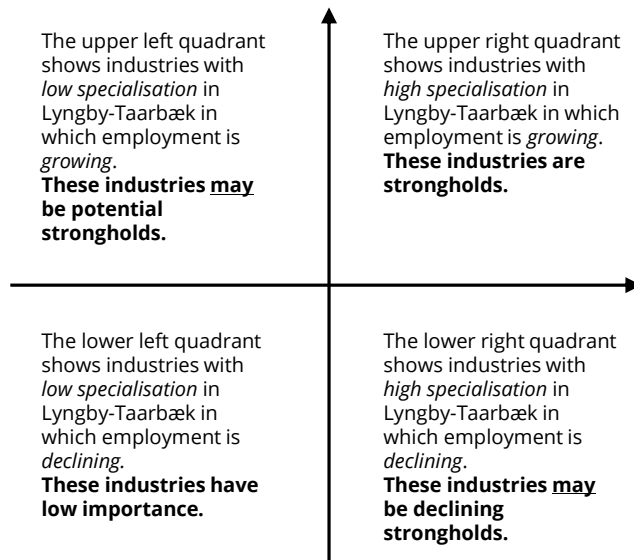 The upper left quadrant
shows industries with
low specialisation in
Lyngby-Taarbæk in
which employment is
growing.
These industries may
be potential
strongholds.
The upper right quadrant
shows industries with
high specialisation in
Lyngby-Taarbæk in which
employment is growing.
These industries are
strongholds.
The lower left quadrant
shows industries with
low specialisation in
Lyngby-Taarbæk in
which employment is
declining.
These industries have
low importance.
The lower right quadrant
shows industries with
high specialisation in
Lyngby-Taarbæk in
which employment is
declining.
These industries may
be declining
strongholds.